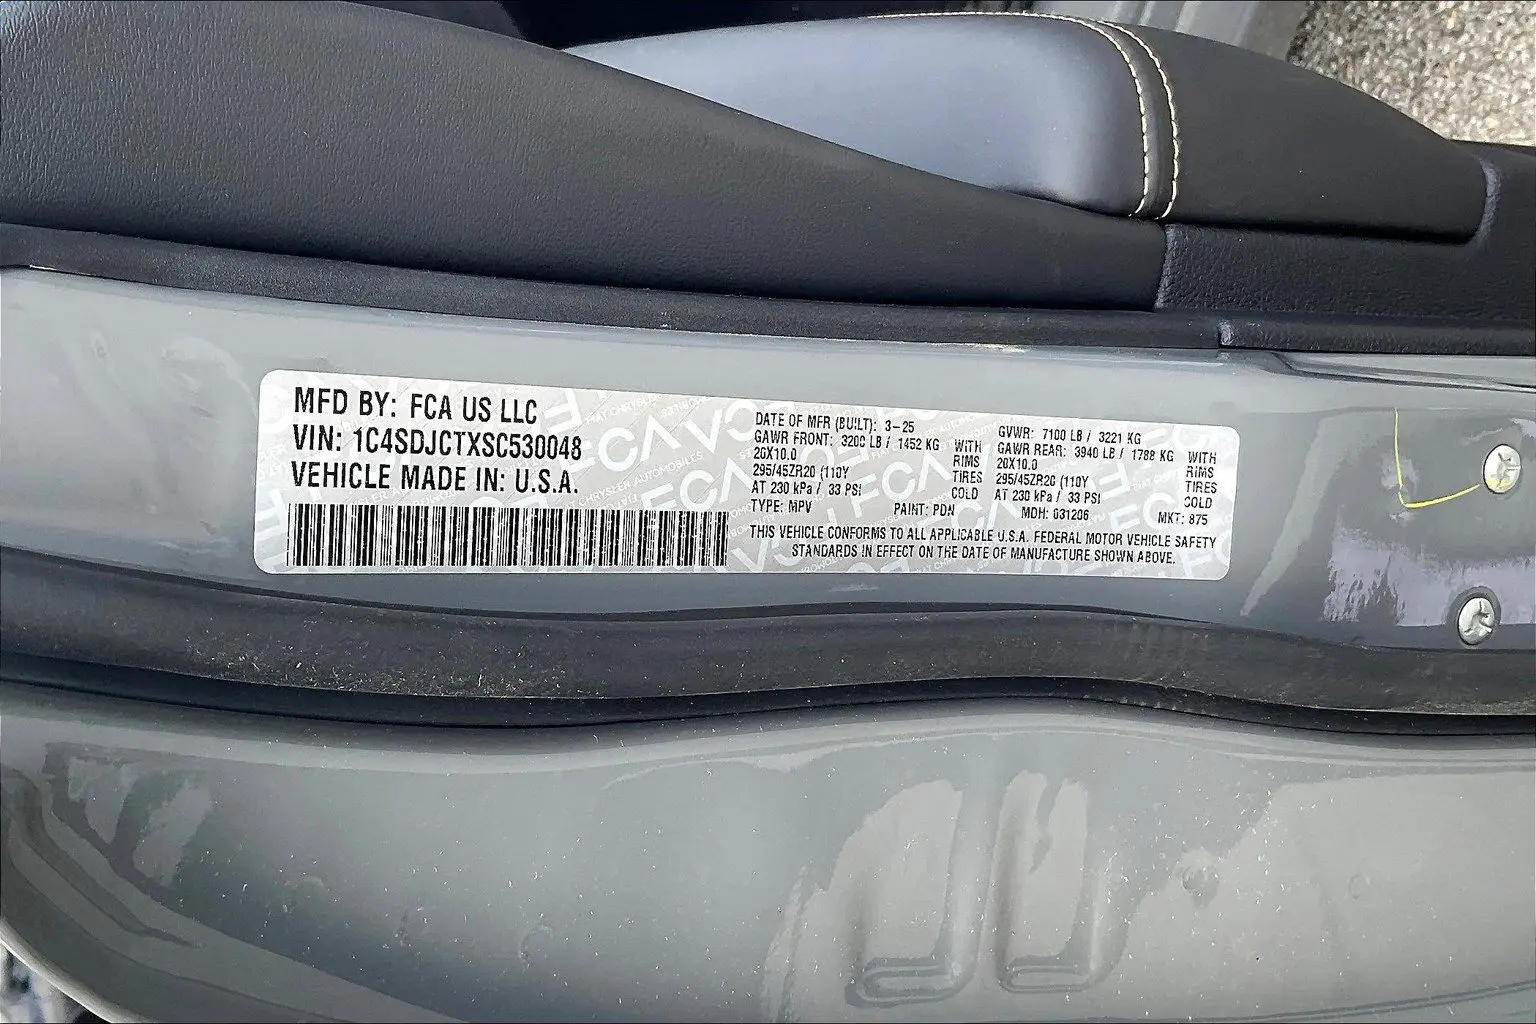 MFD BY: FCA US LLC
VIN: 1C4SDJCTXSC530048
VEHICLE MADE IN: U.S.A.
DATE OF MFR (BUILT): 3-25
GAWR FRONT: 3200 LB / 1452 KG WITH
20X10.0 RIMS
295/45ZR20 (110Y TIRES
AT 230 kPa / 33 PSI COLD
TYPE: MPV PAINT: PDN
GVWR: 7100 LB / 3221 KG
GAWR REAR: 3940 LB / 1788 KG WITH
20X10.0 RIMS
295/45ZR20 (110Y TIRES
AT 230 kPa / 33 PSI COLD
MDH: 031206 MKT: 875
THIS VEHICLE CONFORMS TO ALL APPLICABLE U.S.A. FEDERAL MOTOR VEHICLE SAFETY
STANDARDS IN EFFECT ON THE DATE OF MANUFACTURE SHOWN ABOVE.